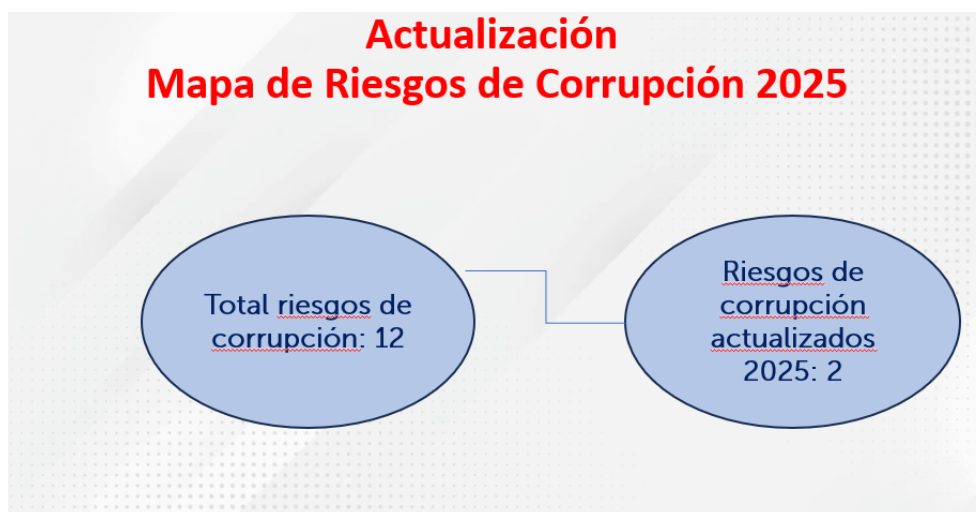 Actualización
Mapa de Riesgos de Corrupción 2025
Total riesgos de
corrupción: 12
Riesgos de
corrupción
actualizados
2025: 2